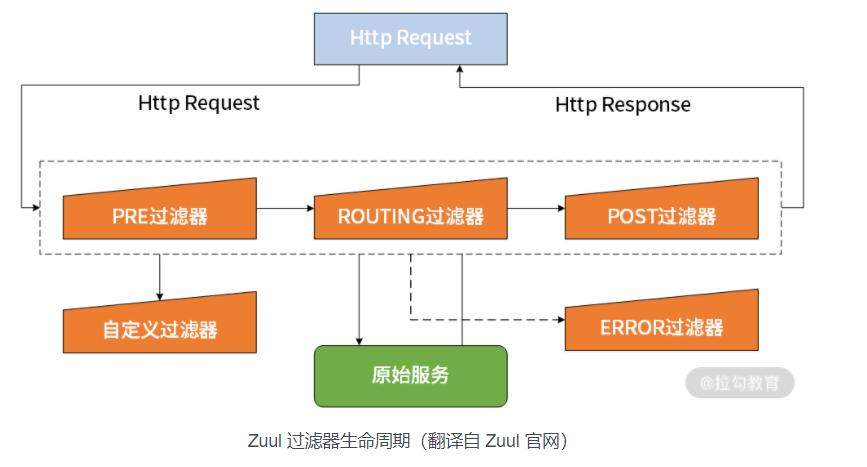 Http Request
Http Request
Http Response
PRE过滤器
ROUTING过滤器
POST过滤器
自定义过滤器
ERROR过滤器
原始服务
@拉勾教育
Zuul 过滤器生命周期（翻译自 Zuul 官网）